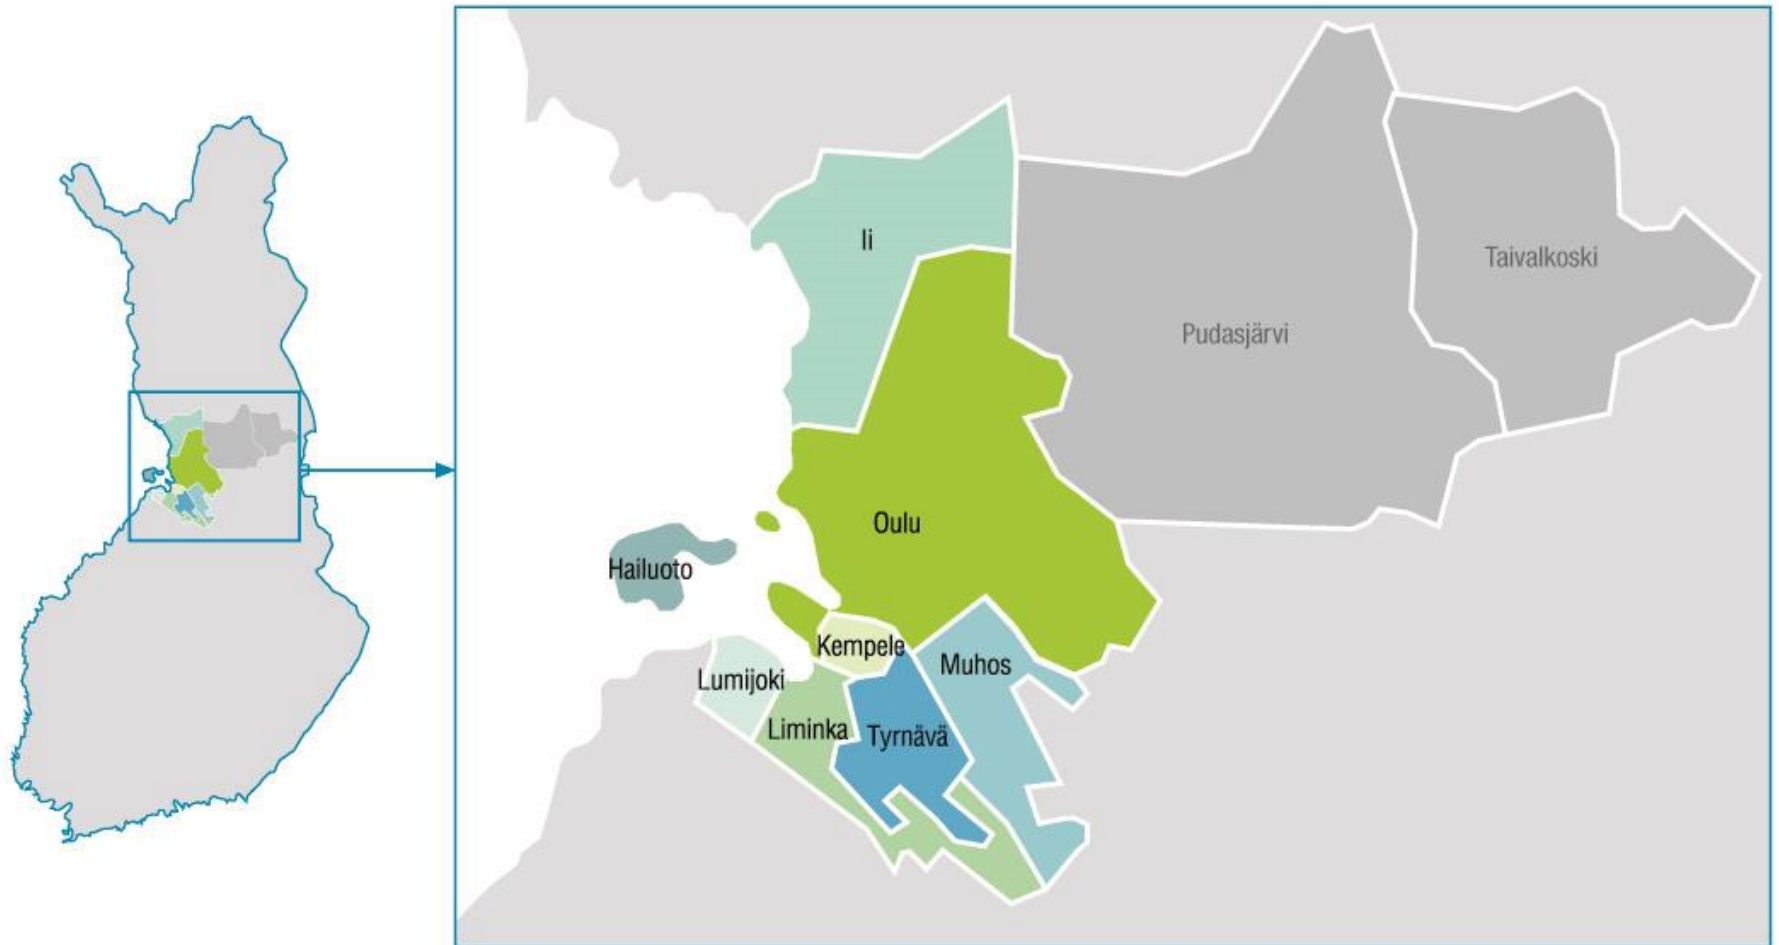 Ii
Taivalkoski
Pudasjärvi
Oulu
Hailuoto
Kempele
Muhos
Lumijoki
Liminka
Tyrnävä